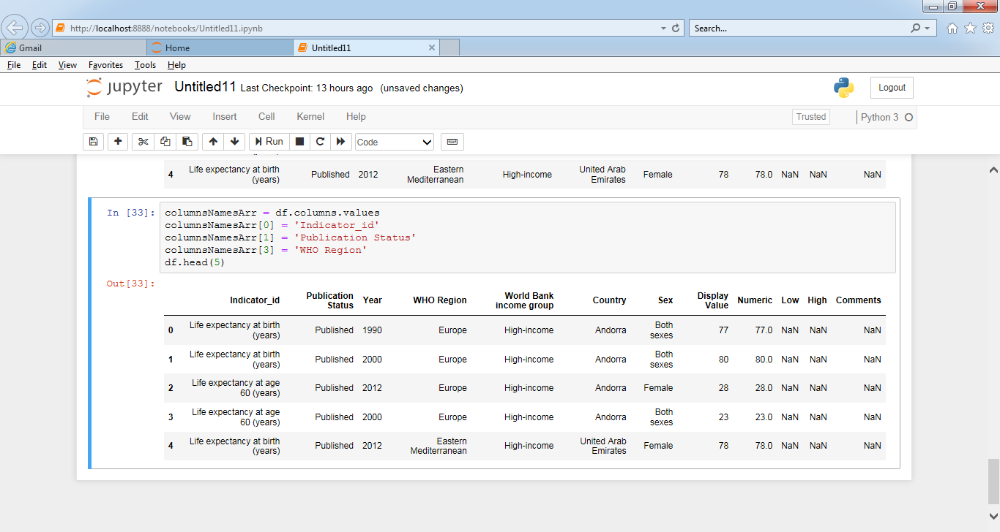 http://localhost:8888/notebooks/Untitled11.ipynb
Search...
Gmail
Home
Untitled11
File Edit View Favorites Tools Help
jupyter Untitled11 Last Checkpoint: 13 hours ago (unsaved changes)
Logout
File Edit View Insert Cell Kernel Help
Trusted
Python 3
Run
Code
4 Life expectancy at birth (years) Published 2012 Eastern Mediterranean High-income United Arab Emirates Female 78 78.0 NaN NaN NaN
In [33]: columnsNamesArr = df.columns.values
columnsNamesArr[0] = 'Indicator_id'
columnsNamesArr[1] = 'Publication Status'
columnsNamesArr[3] = 'WHO Region'
df.head(5)
Out[33]:
Indicator_id Publication Status Year WHO Region World Bank income group Country Sex Display Value Numeric Low High Comments
0 Life expectancy at birth (years) Published 1990 Europe High-income Andorra Both sexes 77 77.0 NaN NaN NaN
1 Life expectancy at birth (years) Published 2000 Europe High-income Andorra Both sexes 80 80.0 NaN NaN NaN
2 Life expectancy at age 60 (years) Published 2012 Europe High-income Andorra Female 28 28.0 NaN NaN NaN
3 Life expectancy at age 60 (years) Published 2000 Europe High-income Andorra Both sexes 23 23.0 NaN NaN NaN
4 Life expectancy at birth (years) Published 2012 Eastern Mediterranean High-income United Arab Emirates Female 78 78.0 NaN NaN NaN